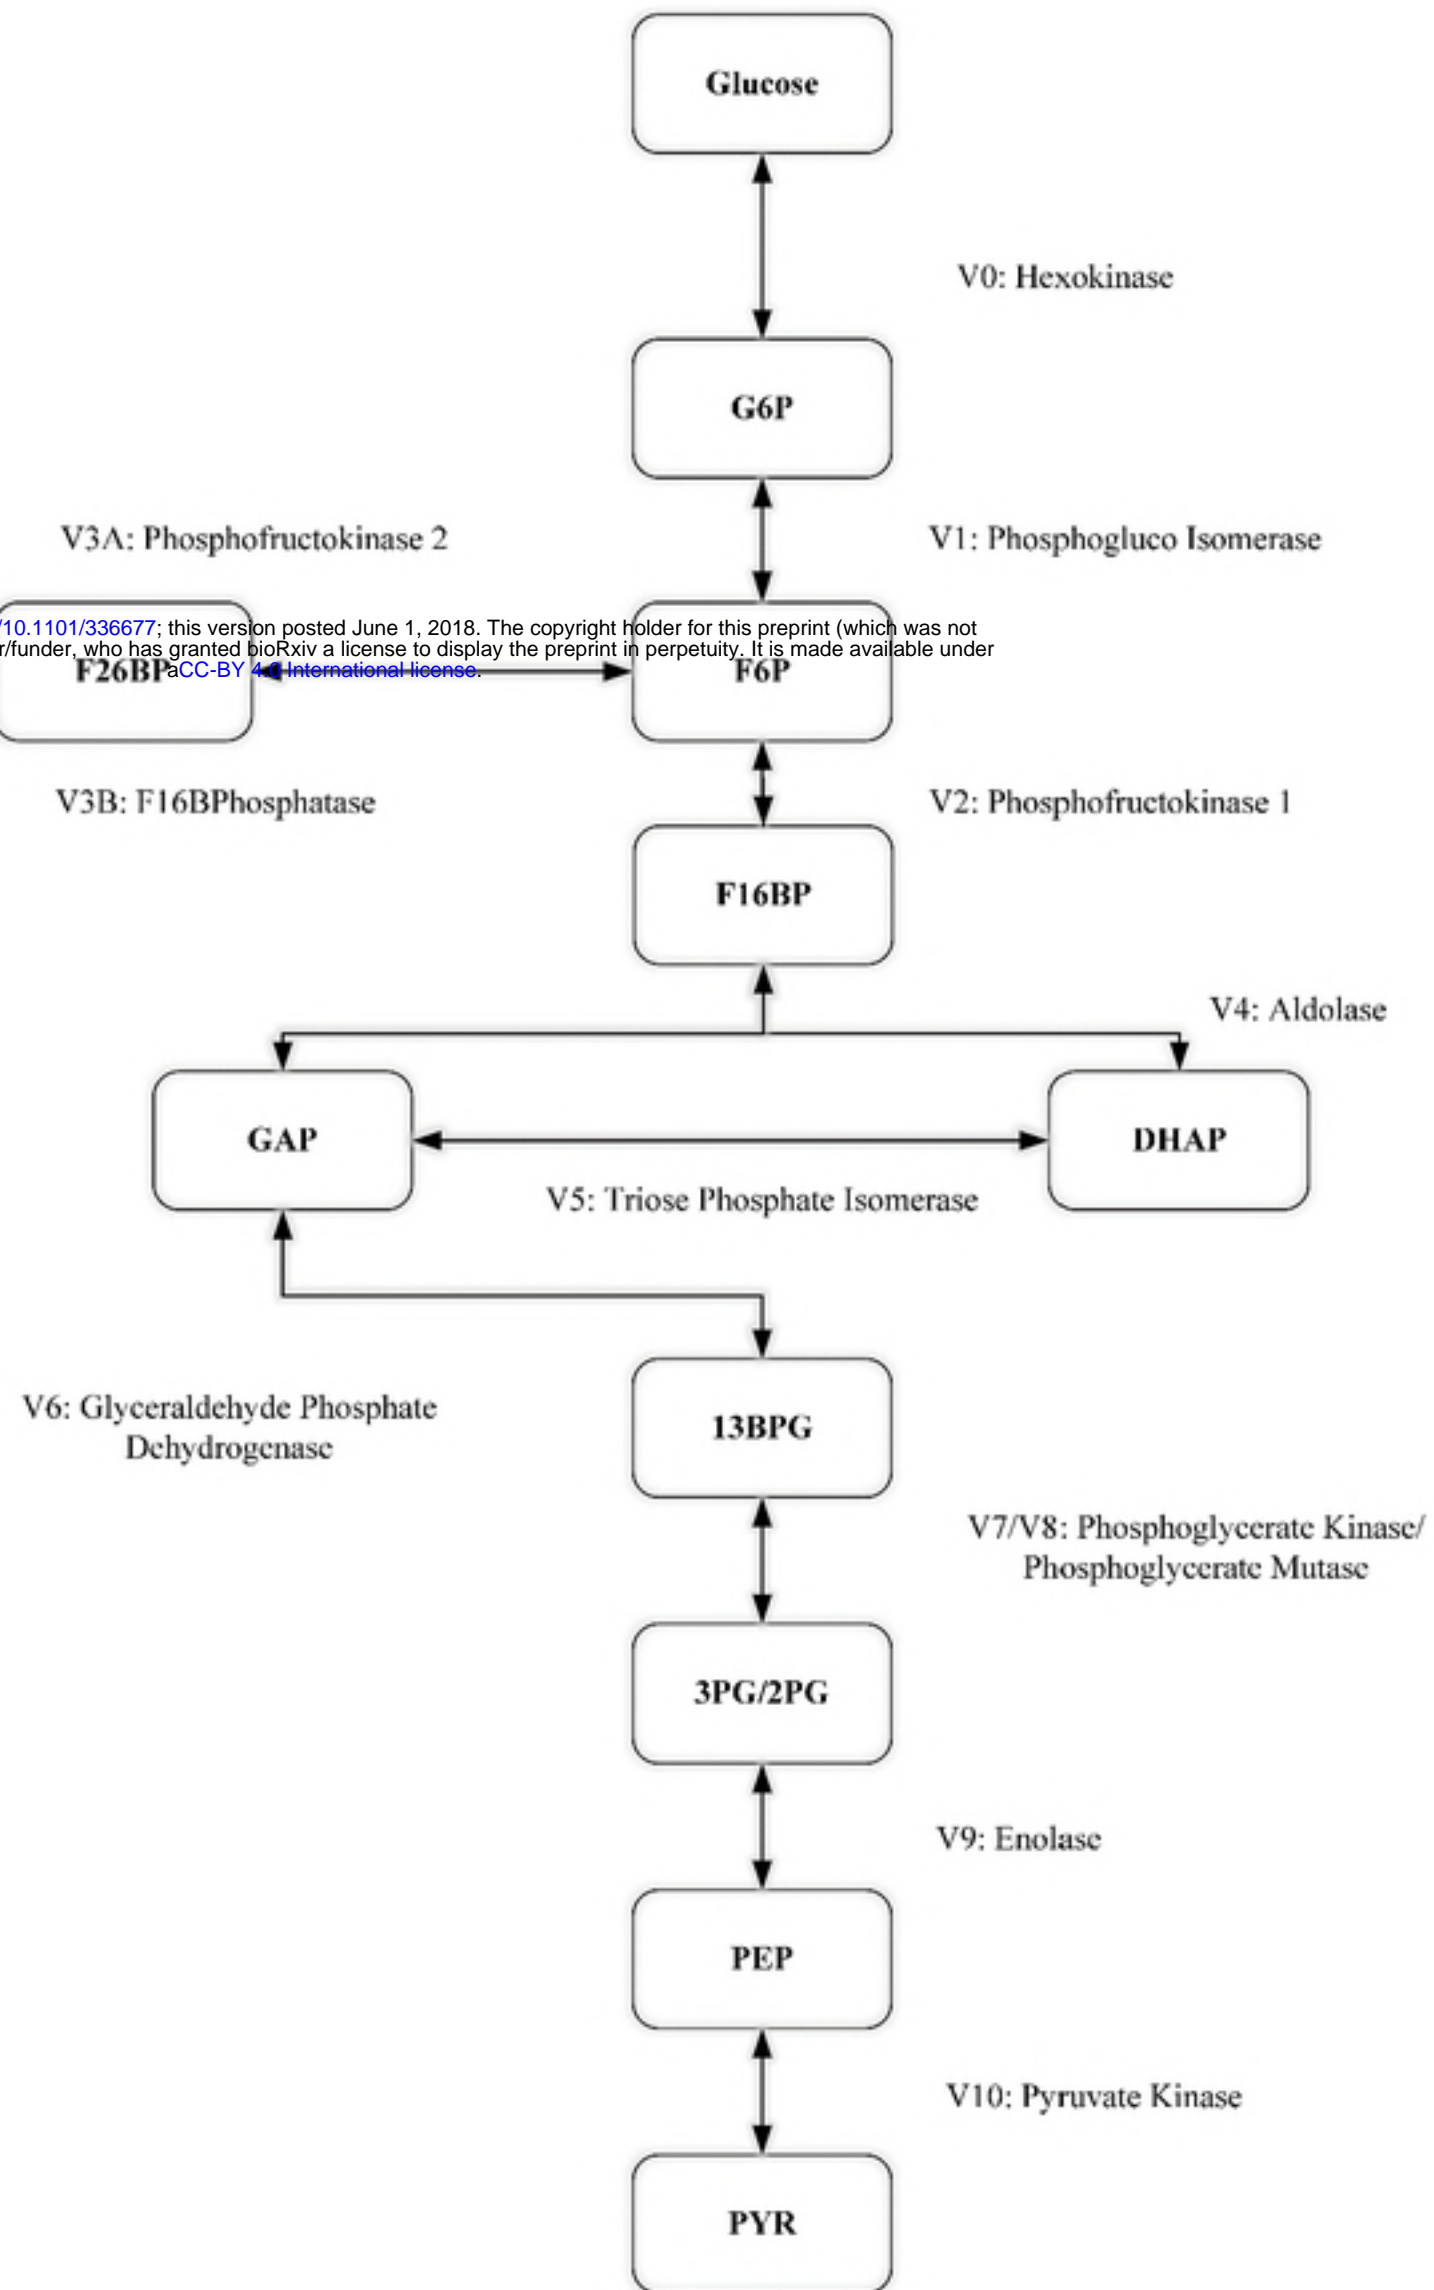 Glucose
V0: Hexokinase
G6P
V3A: Phosphofructokinase 2
V1: Phosphogluco Isomerase
/10.1101/336677; this version posted June 1, 2018. The copyright holder for this preprint (which was not
r/funder, who has granted bioRxiv a license to display the preprint in perpetuity. It is made available under
aCC-BY 4.0 International license.
F26BP
F6P
V3B: F16BPhosphatase
V2: Phosphofructokinase 1
F16BP
V4: Aldolase
GAP
DHAP
V5: Triose Phosphate Isomerase
V6: Glyceraldehyde Phosphate
Dehydrogenase
13BPG
V7/V8: Phosphoglycerate Kinase/
Phosphoglycerate Mutase
3PG/2PG
V9: Enolase
PEP
V10: Pyruvate Kinase
PYR